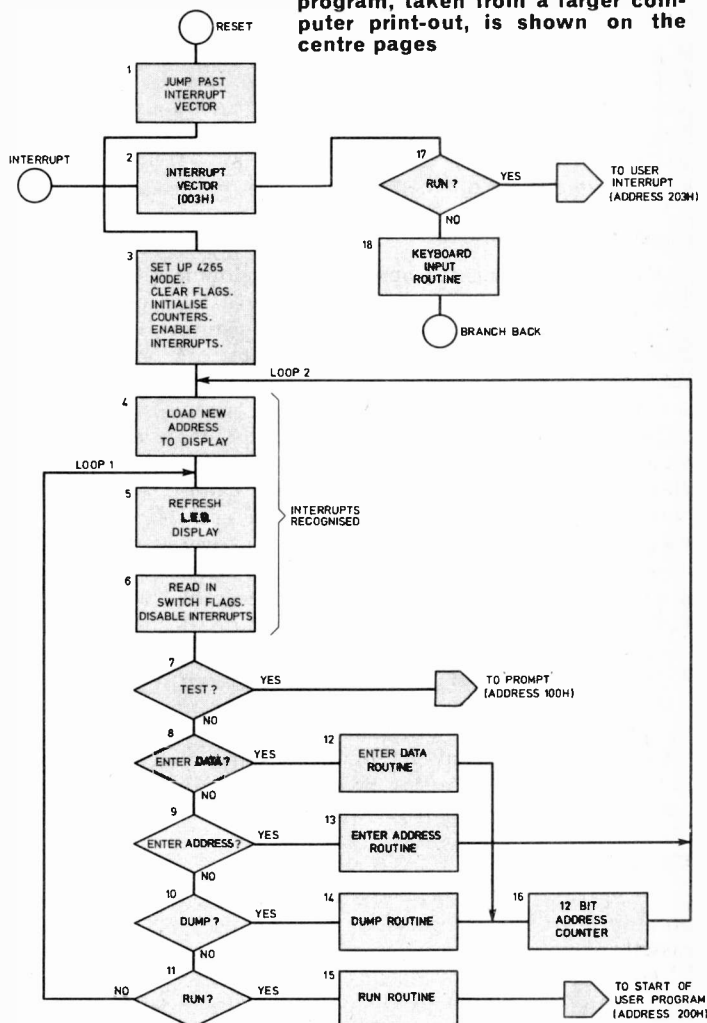 program, taken from a larger com-
puter print-out, is shown on the
centre pages
RESET
1
JUMP PAST
INTERRUPT
VECTOR
INTERRUPT
2
INTERRUPT
VECTOR
(003H)
17
RUN ?
YES
TO USER
INTERRUPT
(ADDRESS 203H)
NO
18
KEYBOARD
INPUT
ROUTINE
BRANCH BACK
3
SET UP 4265
MODE.
CLEAR FLAGS.
INITIALISE
COUNTERS.
ENABLE
INTERRUPTS.
LOOP 2
4
LOAD NEW
ADDRESS
TO DISPLAY
LOOP 1
5
REFRESH
L.E.D.
DISPLAY
INTERRUPTS
RECOGNISED
6
READ IN
SWITCH FLAGS.
DISABLE INTERRUPTS
7
TEST ?
YES
TO 'PROMPT'
(ADDRESS 100H)
NO
8
ENTER DATA ?
YES
12
ENTER DATA
ROUTINE
NO
9
ENTER ADDRESS ?
YES
13
ENTER ADDRESS
ROUTINE
NO
10
DUMP ?
YES
14
DUMP ROUTINE
16
12 BIT
ADDRESS
COUNTER
NO
11
NO
RUN ?
YES
15
RUN ROUTINE
TO START OF
USER PROGRAM
(ADDRESS 200H)